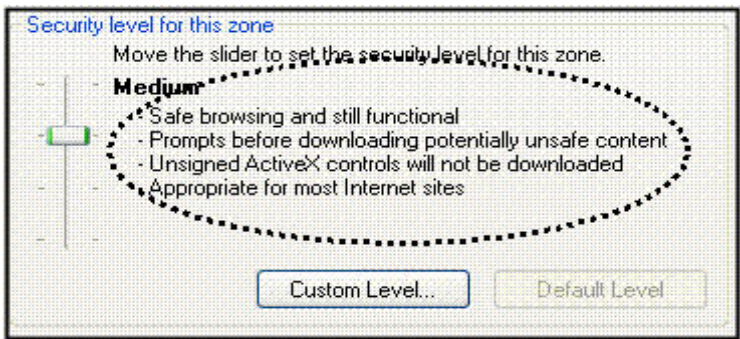 Security level for this zone
Move the slider to set the security level for this zone.
Medium
- Safe browsing and still functional
- Prompts before downloading potentially unsafe content
- Unsigned ActiveX controls will not be downloaded
- Appropriate for most Internet sites
Custom Level... Default Level